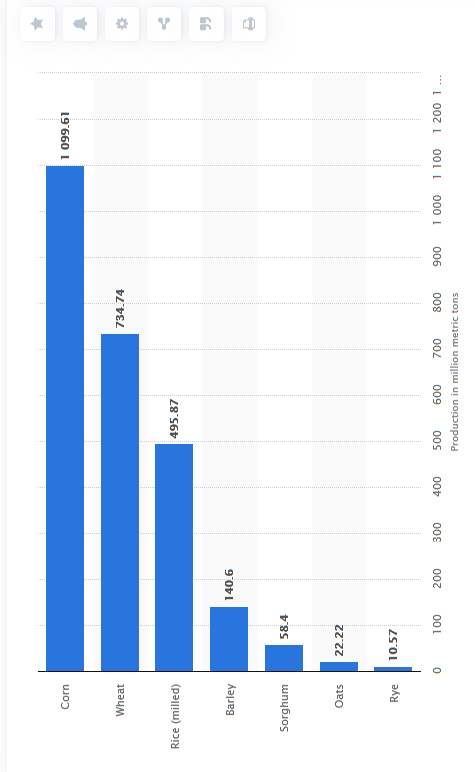 Corn
1 099.61
Wheat
734.74
Rice (milled)
495.87
Barley
140.6
Sorghum
58.4
Oats
22.22
Rye
10.57
0
100
200
300
400
500
600
700
800
900
1 000
1 100
1 200
1 ...
Production in million metric tons